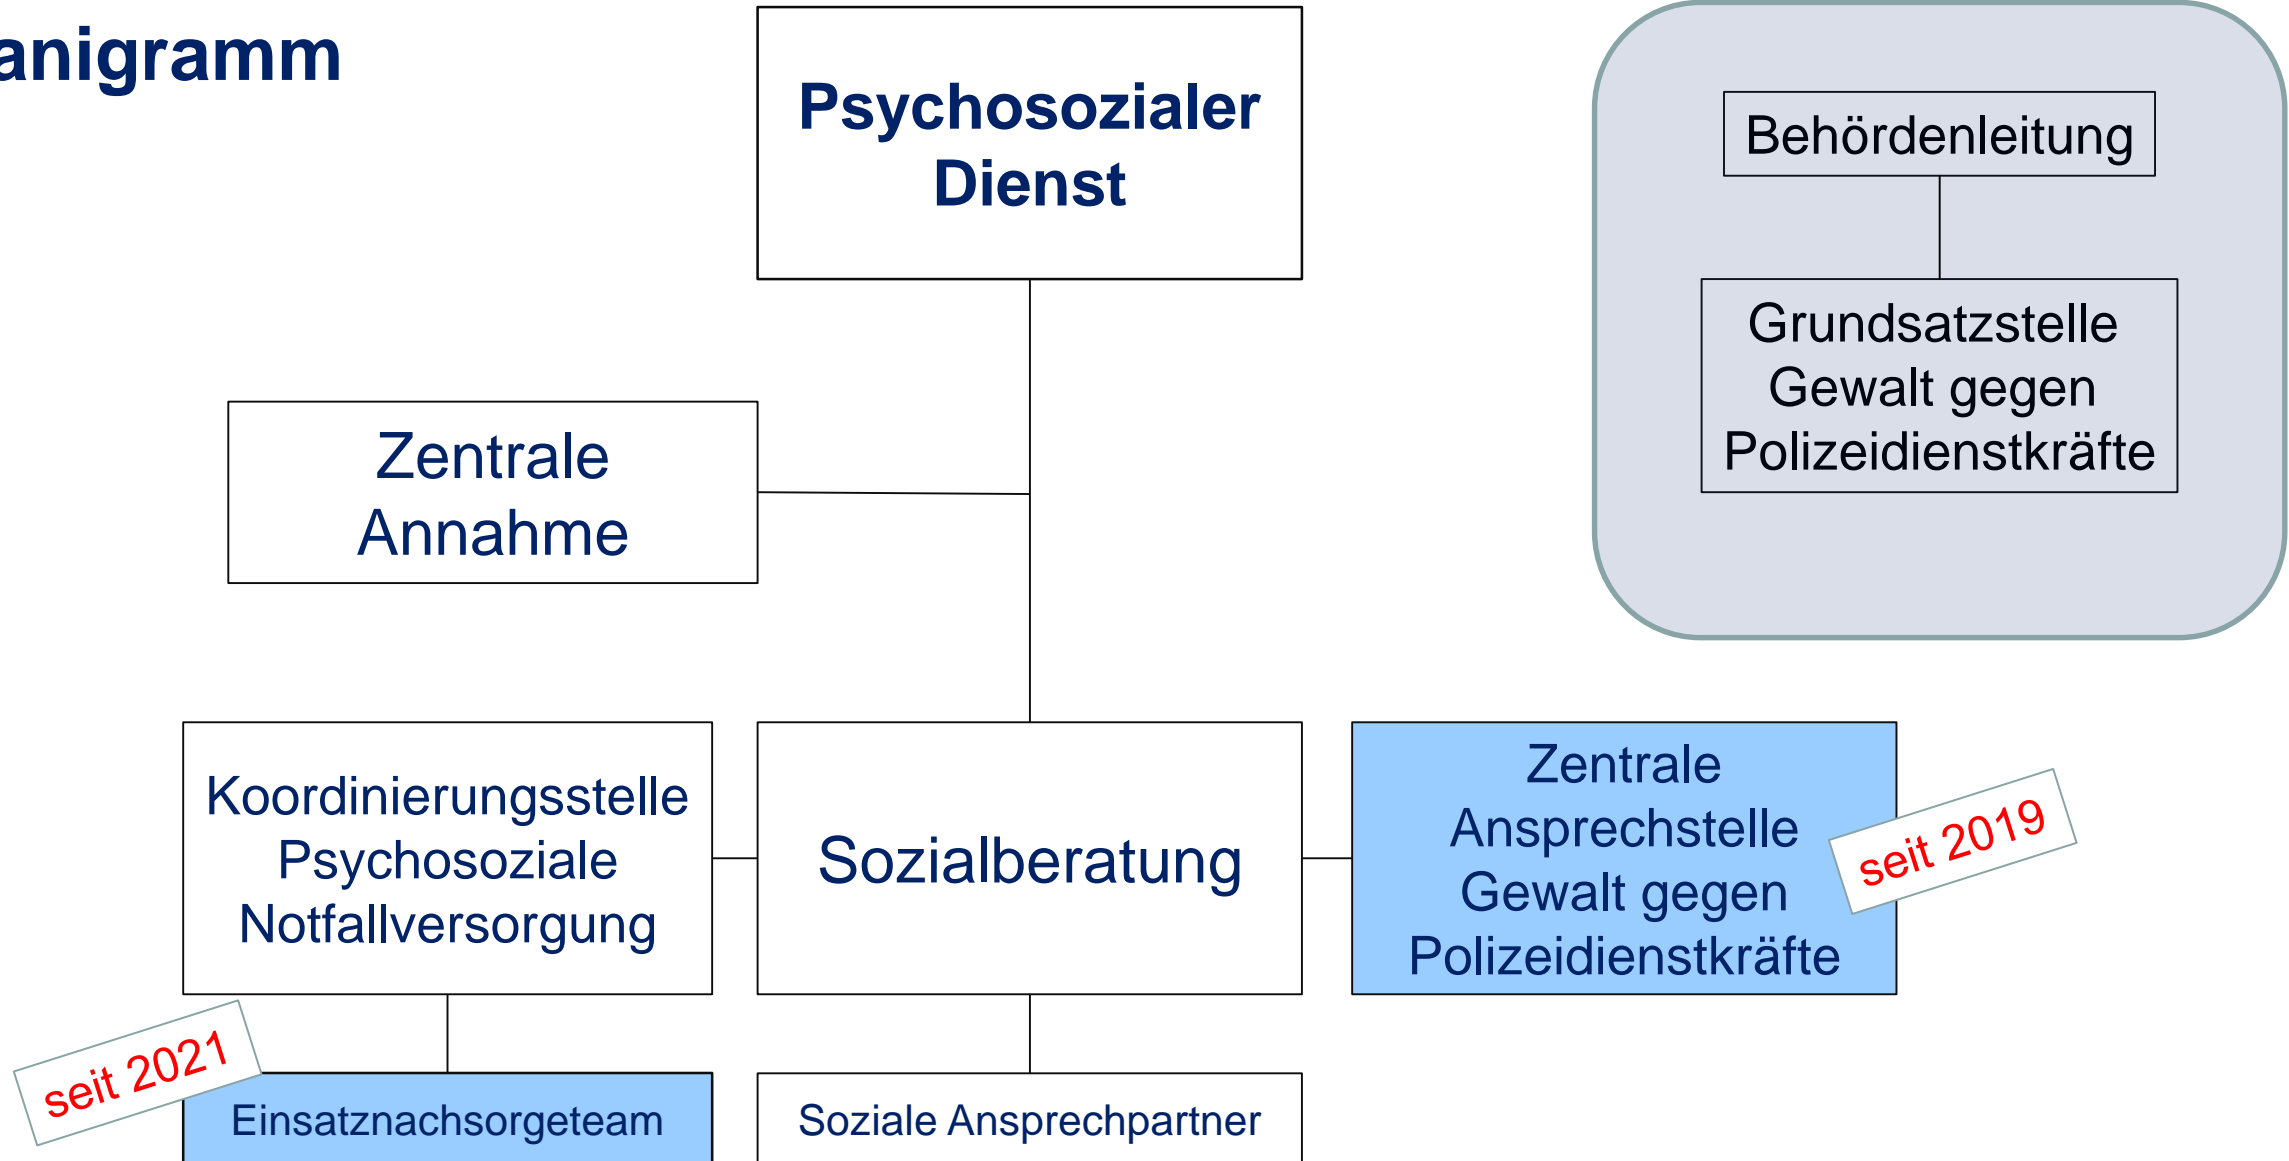 anigramm
Psychosozialer
Dienst
Behördenleitung
Grundsatzstelle
Gewalt gegen
Polizeidienstkräfte
Zentrale
Annahme
Koordinierungsstelle
Psychosoziale
Notfallversorgung
Sozialberatung
Zentrale
Ansprechstelle
Gewalt gegen
Polizeidienstkräfte
seit 2019
seit 2021
Einsatznachsorgeteam
Soziale Ansprechpartner